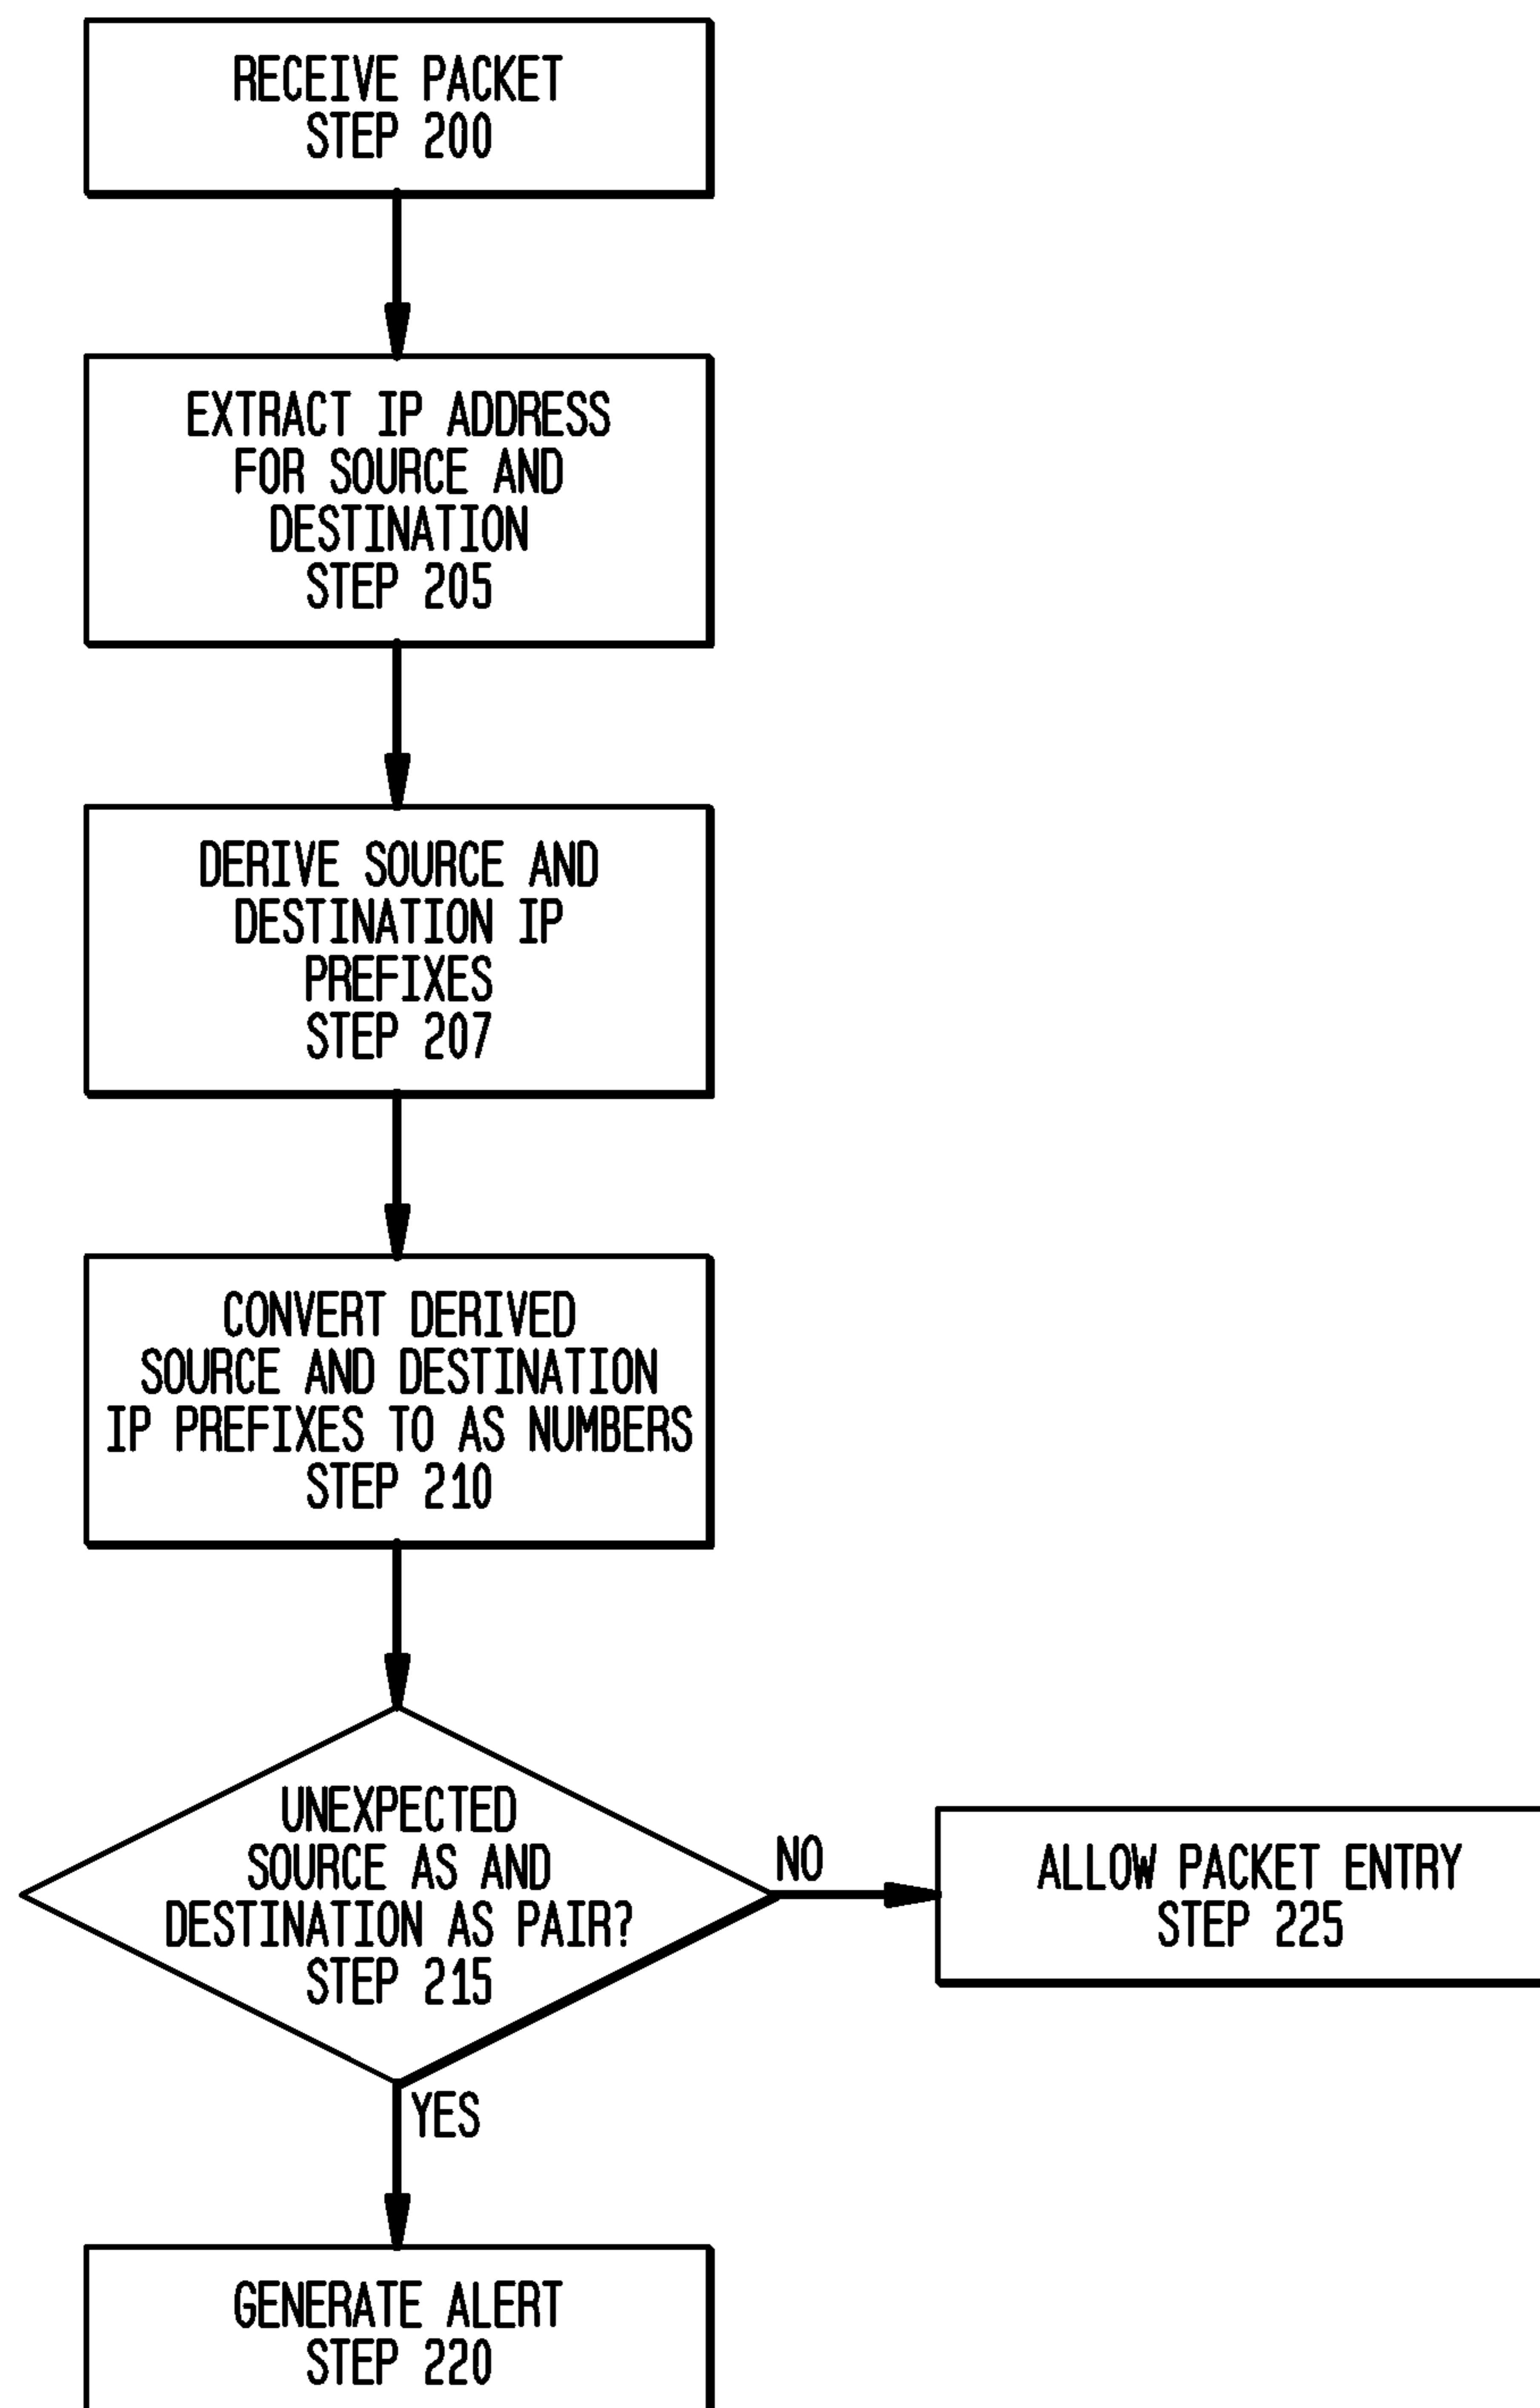 RECEIVE PACKET
STEP 200
EXTRACT IP ADDRESS
FOR SOURCE AND
DESTINATION
STEP 205
DERIVE SOURCE AND
DESTINATION IP
PREFIXES
STEP 207
CONVERT DERIVED
SOURCE AND DESTINATION
IP PREFIXES TO AS NUMBERS
STEP 210
UNEXPECTED
SOURCE AS AND
DESTINATION AS PAIR?
STEP 215
NO
ALLOW PACKET ENTRY
STEP 225
YES
GENERATE ALERT
STEP 220